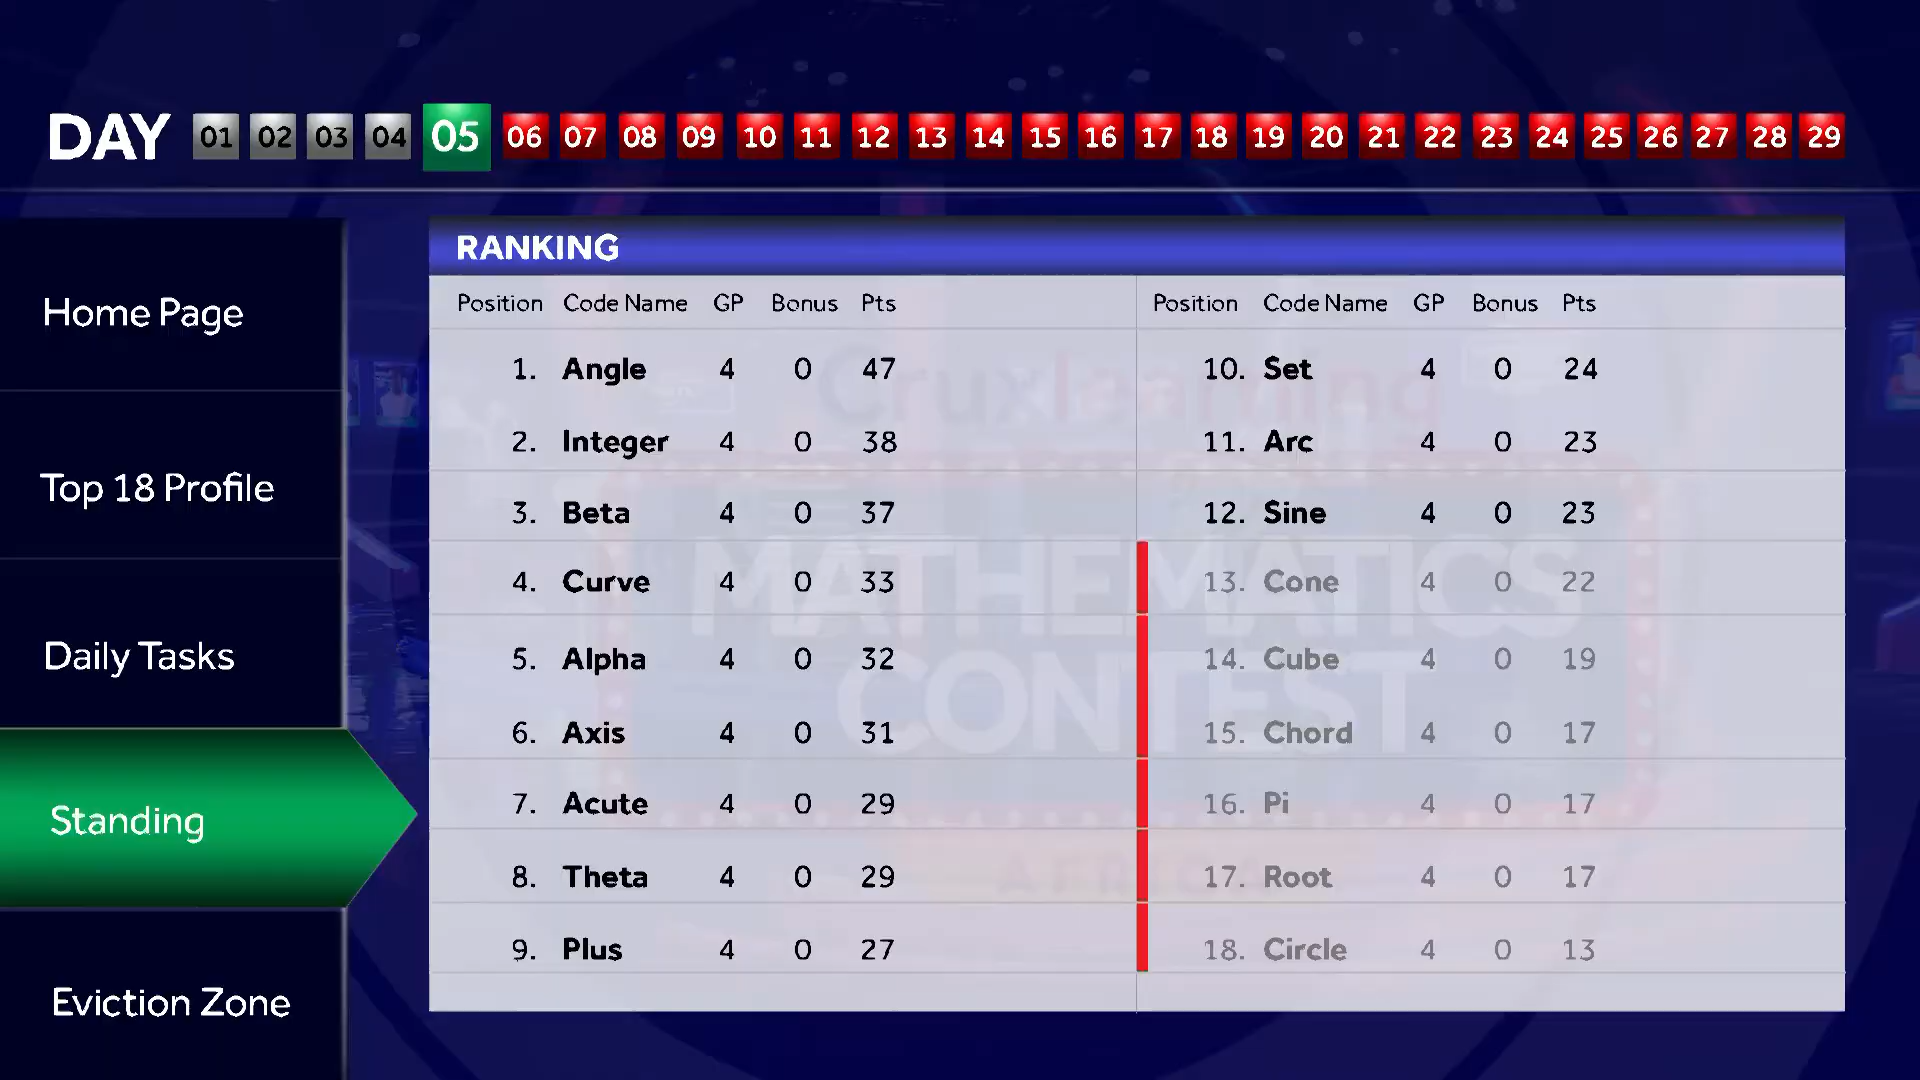 DAY 01 02 03 04 05 06 07 08 09 10 11 12 13 14 15 16 17 18 19 20 21 22 23 24 25 26 27 28 29
Home Page
Top 18 Profile
Daily Tasks
Standing
Eviction Zone
RANKING
Position Code Name GP Bonus Pts
1. Angle 4 0 47
2. Integer 4 0 38
3. Beta 4 0 37
4. Curve 4 0 33
5. Alpha 4 0 32
6. Axis 4 0 31
7. Acute 4 0 29
8. Theta 4 0 29
9. Plus 4 0 27
Position Code Name GP Bonus Pts
10. Set 4 0 24
11. Arc 4 0 23
12. Sine 4 0 23
13. Cone 4 0 22
14. Cube 4 0 19
15. Chord 4 0 17
16. Pi 4 0 17
17. Root 4 0 17
18. Circle 4 0 13
Cruxlearning
MATHEMATICS
CONTEST
AFRICA